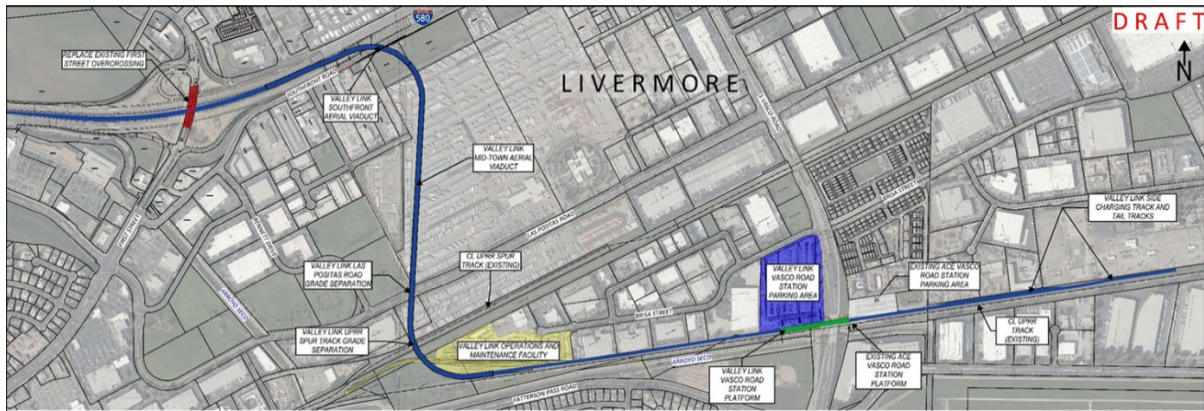 580
DRAFT
N
REPLACE EXISTING FIRST
STREET OVERCROSSING
SOUTHFRONT ROAD
LIVERMORE
VALLEY LINK
SOUTHFRONT
AERIAL VIADUCT
S VASCO ROAD
VALLEY LINK
MID-TOWN AERIAL
VIADUCT
BRISA STREET
VALLEY LINK SIDE
CHARGING TRACK AND
TAIL TRACKS
FIRST STREET
BENNETT DRIVE
LAS POSITAS ROAD
CL UPRR SPUR
TRACK (EXISTING)
VALLEY LINK LAS
POSITAS ROAD
GRADE SEPARATION
VALLEY LINK
VASCO ROAD
STATION
PARKING AREA
EXISTING ACE VASCO
ROAD STATION
PARKING AREA
ARROYO SECO
BRISA STREET
VALLEY LINK UPRR
SPUR TRACK GRADE
SEPARATION
VALLEY LINK OPERATIONS AND
MAINTENANCE FACILITY
CL UPRR
TRACK
(EXISTING)
ARROYO SECO
PATTERSON PASS ROAD
VALLEY LINK
VASCO ROAD
STATION
PLATFORM
EXISTING ACE
VASCO ROAD
STATION
PLATFORM